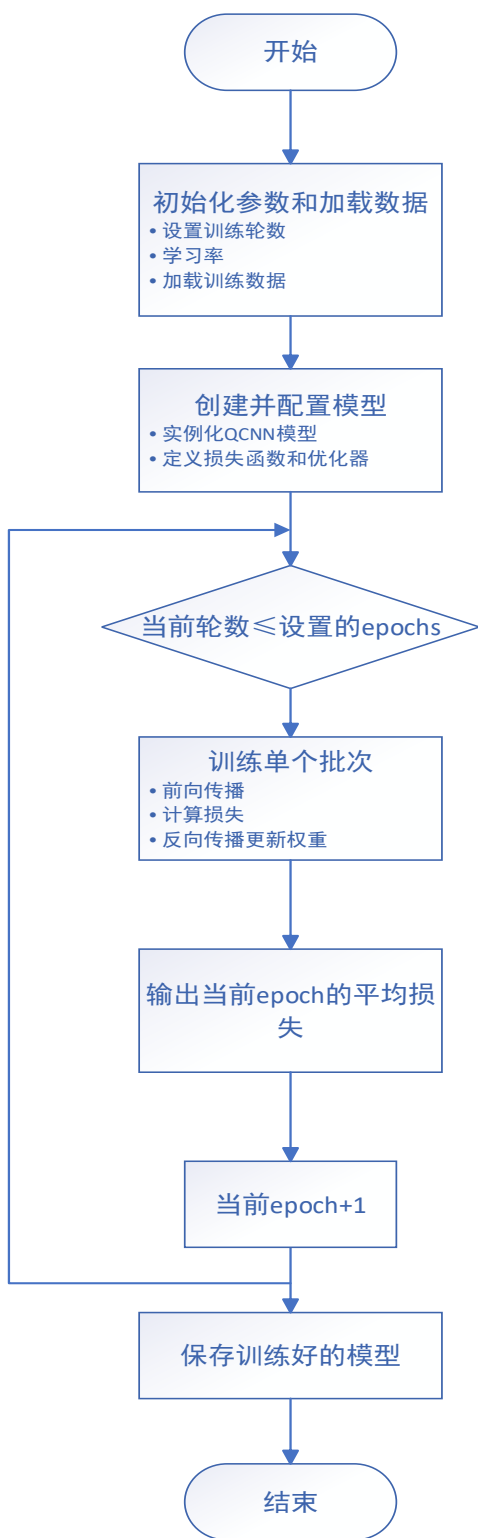 开始
初始化参数和加载数据
• 设置训练轮数
• 学习率
• 加载训练数据
创建并配置模型
• 实例化QCNN模型
• 定义损失函数和优化器
当前轮数≤设置的epochs
训练单个批次
• 前向传播
• 计算损失
• 反向传播更新权重
输出当前epoch的平均损
失
当前epoch+1
保存训练好的模型
结束